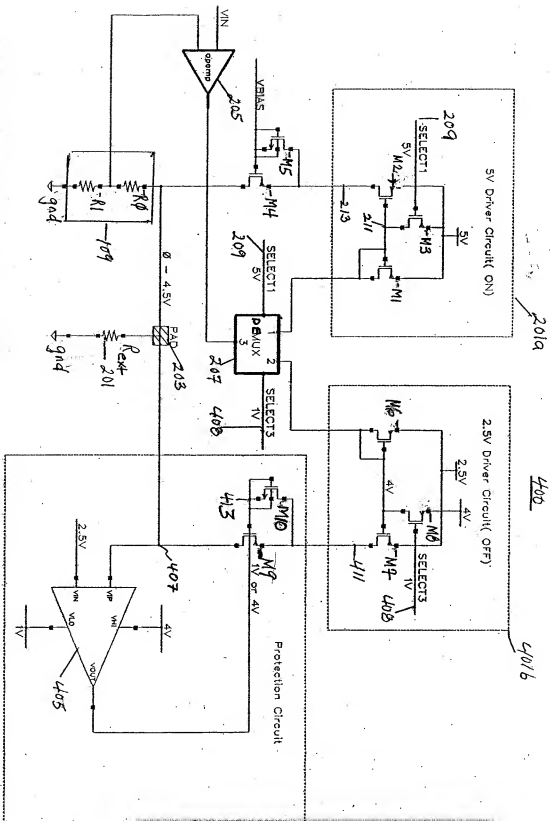 400
5V Driver Circuit( ON)
201a
209
SELECT1
5V
M2
M3
5V
211
M1
213
2.5V Driver Circuit( OFF)
4016
2.5V
4V
M6
M8
4V
M7
SELECT3
1V
408
411
VIN
opamp
205
VBIAS
M5
M4
209
SELECT1
5V
DEMUX
1
2
3
207
SELECT3
1V
408
R0
R1
109
gnd
0 - 4.5V
PAD
203
Rext
201
gnd
407
Protection Circuit
M10
413
M9
1V or 4V
2.5V
VIN
VIP
VLO
VHI
VOUT
1V
4V
405